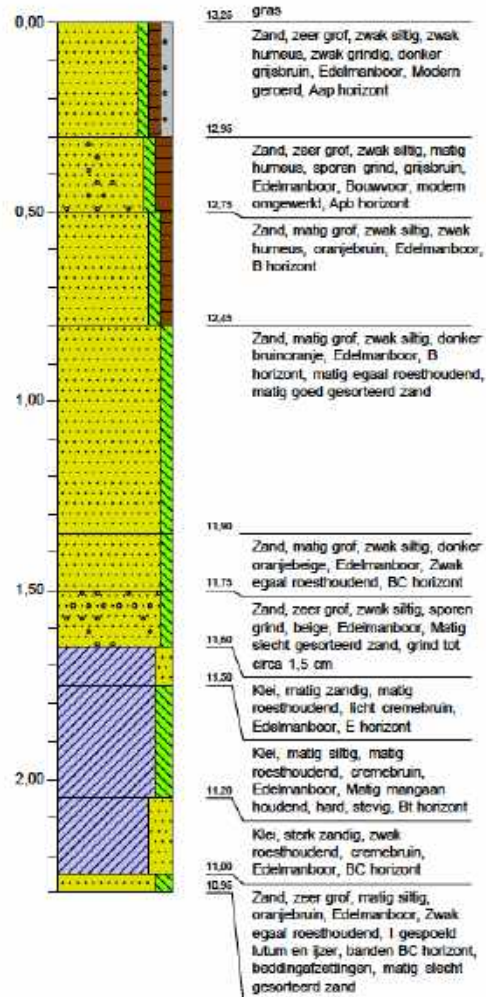 0,00
13,25
gras
Zand, zeer grof, zwak siltig, zwak
humeus, zwak grindig, donker
grijsbruin, Edelmanboor, Modern
geroerd, Aap horizont
12,95
Zand, zeer grof, zwak siltig, matig
humeus, sporen grind, grijsbruin,
Edelmanboor, Bouwvoor, modern
omgewerkt, Apb horizont
0,50
12,75
Zand, matig grof, zwak siltig, zwak
humeus, oranjebruin, Edelmanboor,
B horizont
12,45
Zand, matig grof, zwak siltig, donker
bruinoranje, Edelmanboor, B
horizont, matig egaal roesthoudend,
matig goed gesorteerd zand
1,00
11,90
Zand, matig grof, zwak siltig, donker
oranjebeige, Edelmanboor, Zwak
egaal roesthoudend, BC horizont
1,50
11,75
Zand, zeer grof, zwak siltig, sporen
grind, beige, Edelmanboor, Matig
slecht gesorteerd zand, grind tot
circa 1,5 cm
11,60
Klei, matig zandig, matig
roesthoudend, licht cremebruin,
Edelmanboor, E horizont
11,50
Klei, matig siltig, matig
roesthoudend, cremebruin,
Edelmanboor, Matig mangaan
houdend, hard, stevig, Bt horizont
2,00
11,20
Klei, sterk zandig, zwak
roesthoudend, cremebruin,
Edelmanboor, BC horizont
11,00
10,95
Zand, zeer grof, matig siltig,
oranjebruin, Edelmanboor, Zwak
egaal roesthoudend, I gespoeld
lutum en ijzer, banden BC horizont,
beddingafzettingen, matig slecht
gesorteerd zand